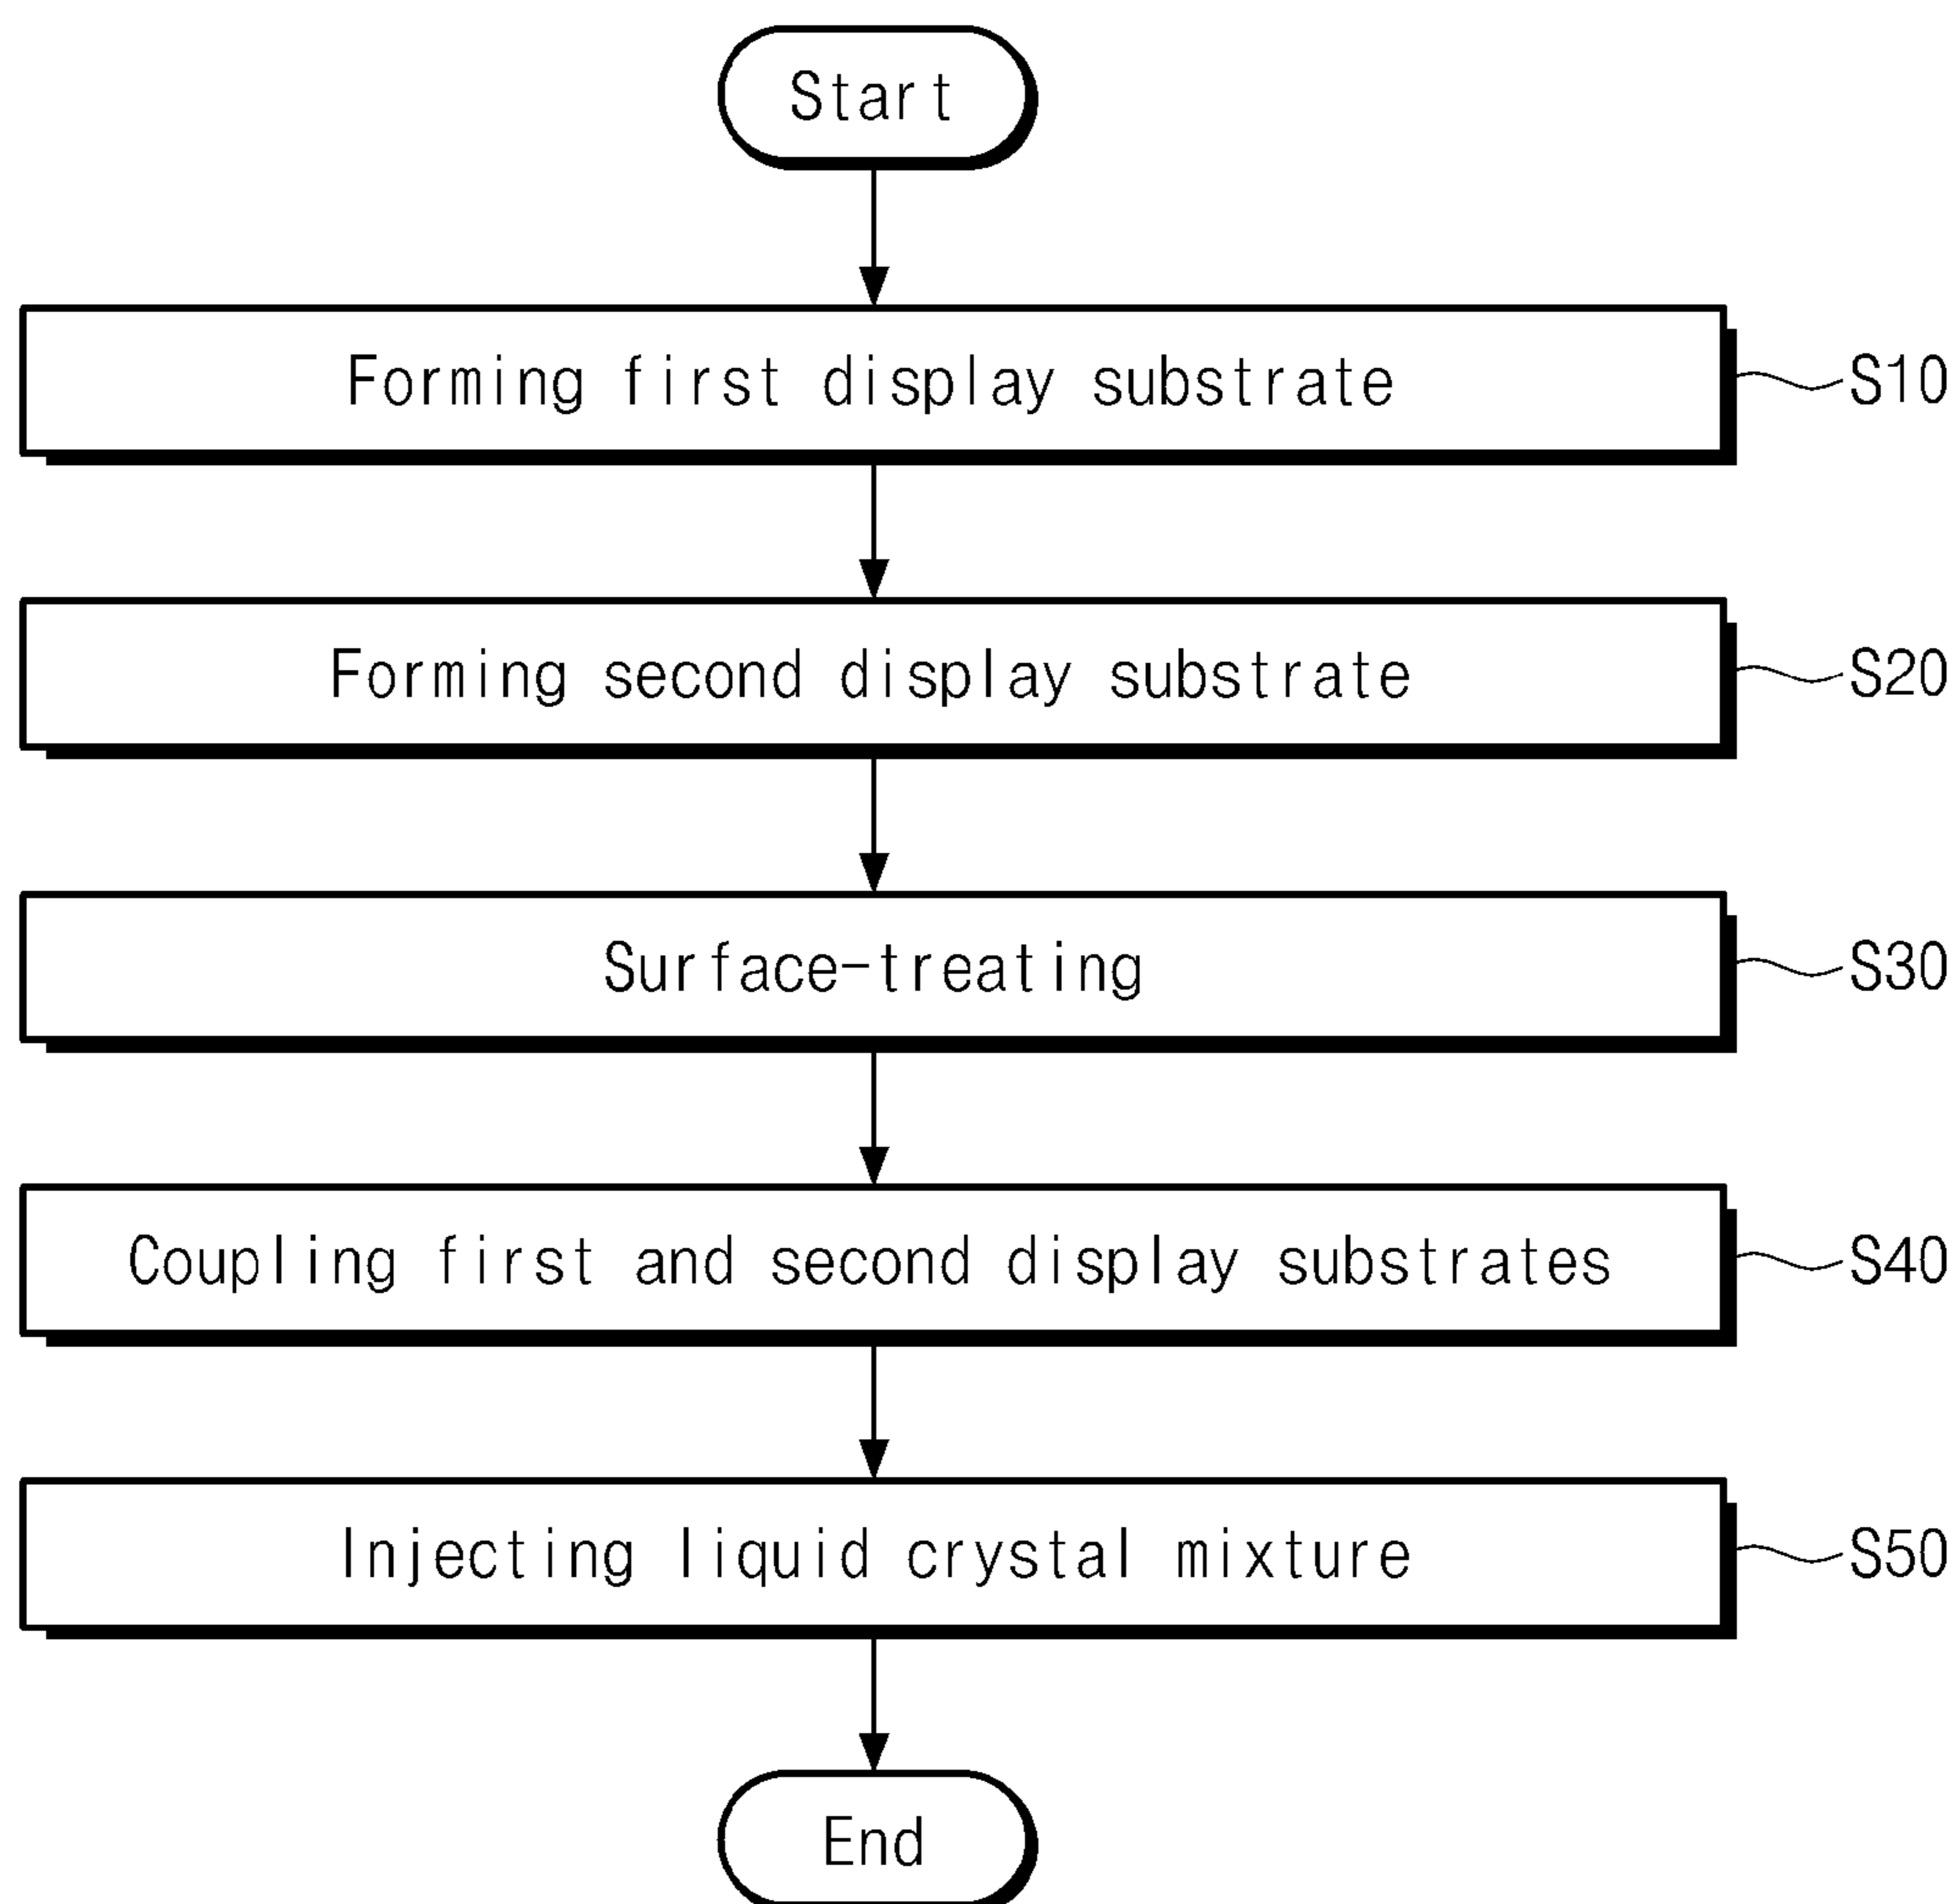 Start
Forming first display substrate
S10
Forming second display substrate
S20
Surface-treating
S30
Coupling first and second display substrates
S40
Injecting liquid crystal mixture
S50
End